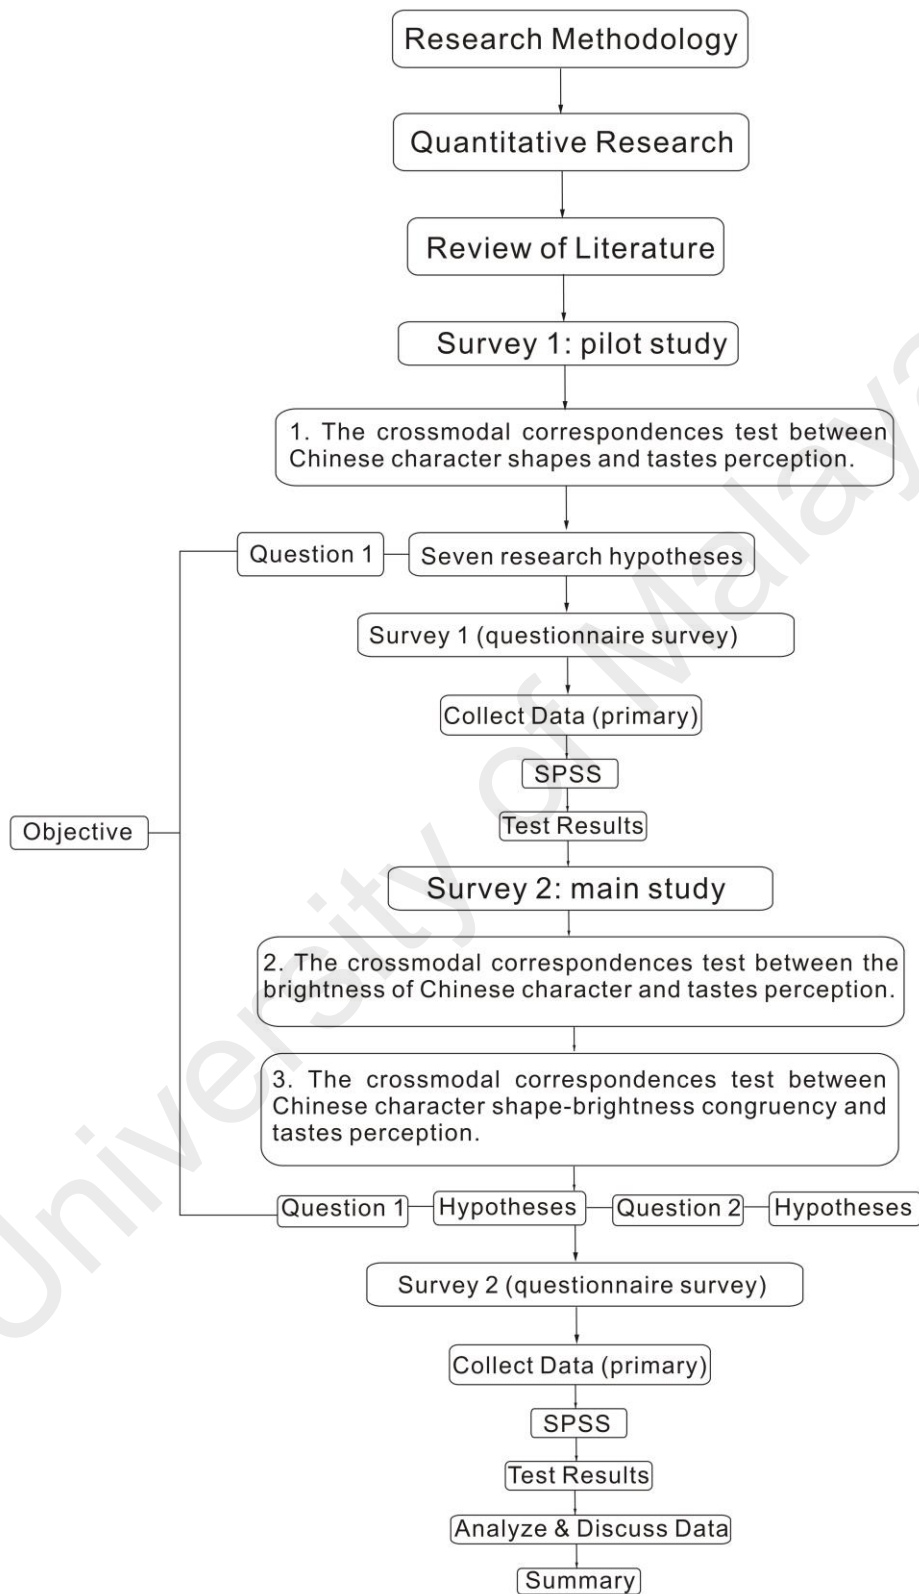 Research Methodology
Quantitative Research
Review of Literature
Survey 1: pilot study
1. The crossmodal correspondences test between
Chinese character shapes and tastes perception.
Question 1
Seven research hypotheses
Survey 1 (questionnaire survey)
Collect Data (primary)
SPSS
Test Results
Objective
Survey 2: main study
2. The crossmodal correspondences test between the
brightness of Chinese character and tastes perception.
3. The crossmodal correspondences test between
Chinese character shape-brightness congruency and
tastes perception.
Question 1
Hypotheses
Question 2
Hypotheses
Survey 2 (questionnaire survey)
Collect Data (primary)
SPSS
Test Results
Analyze & Discuss Data
Summary
University of Malaya